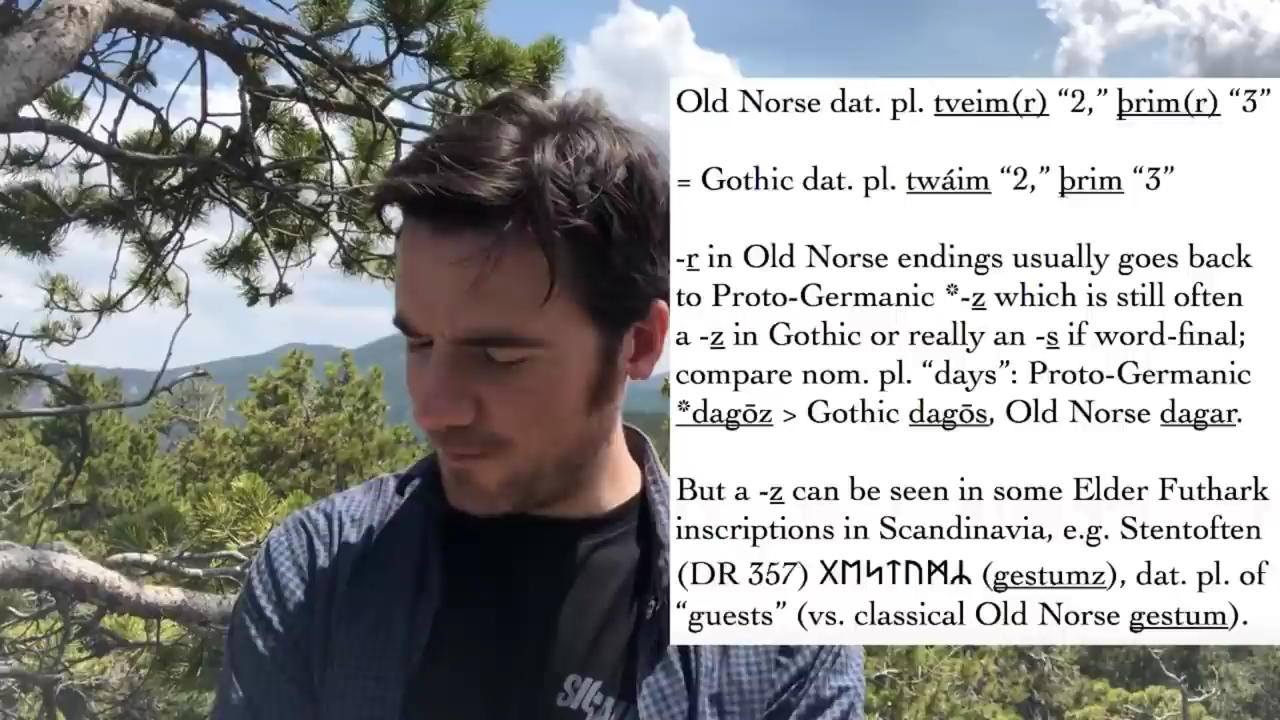 Old Norse dat. pl. tveim(r) “2,” þrim(r) “3”
= Gothic dat. pl. twáim “2,” þrim “3”
-r in Old Norse endings usually goes back
to Proto-Germanic *-z which is still often
a -z in Gothic or really an -s if word-final;
compare nom. pl. “days”: Proto-Germanic
*dagōz > Gothic dagōs, Old Norse dagar.
But a -z can be seen in some Elder Futhark
inscriptions in Scandinavia, e.g. Stentoften
(DR 357) ᚷᛖᛋᛏᚢᛗᛉ (gestumz), dat. pl. of
“guests” (vs. classical Old Norse gestum).